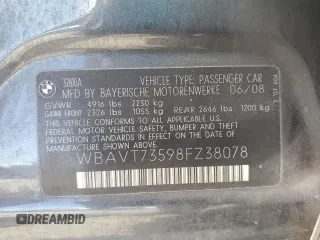 VEHICLE TYPE: PASSENGER CAR
MFD BY BAYERISCHE MOTORENWERKE 06/08
GVWR 4916 lbs 2230 kg
GAWR FRONT 2326 lbs 1055 kg REAR 2646 lbs 1200 kg
THIS VEHICLE CONFORMS TO ALL APPLICABLE
FEDERAL MOTOR VEHICLE SAFETY, BUMPER, AND THEFT
PREVENTION STANDARDS IN EFFECT ON THE DATE OF
MANUFACTURE SHOWN ABOVE.
WBAVT73598FZ38078
IDCARBID